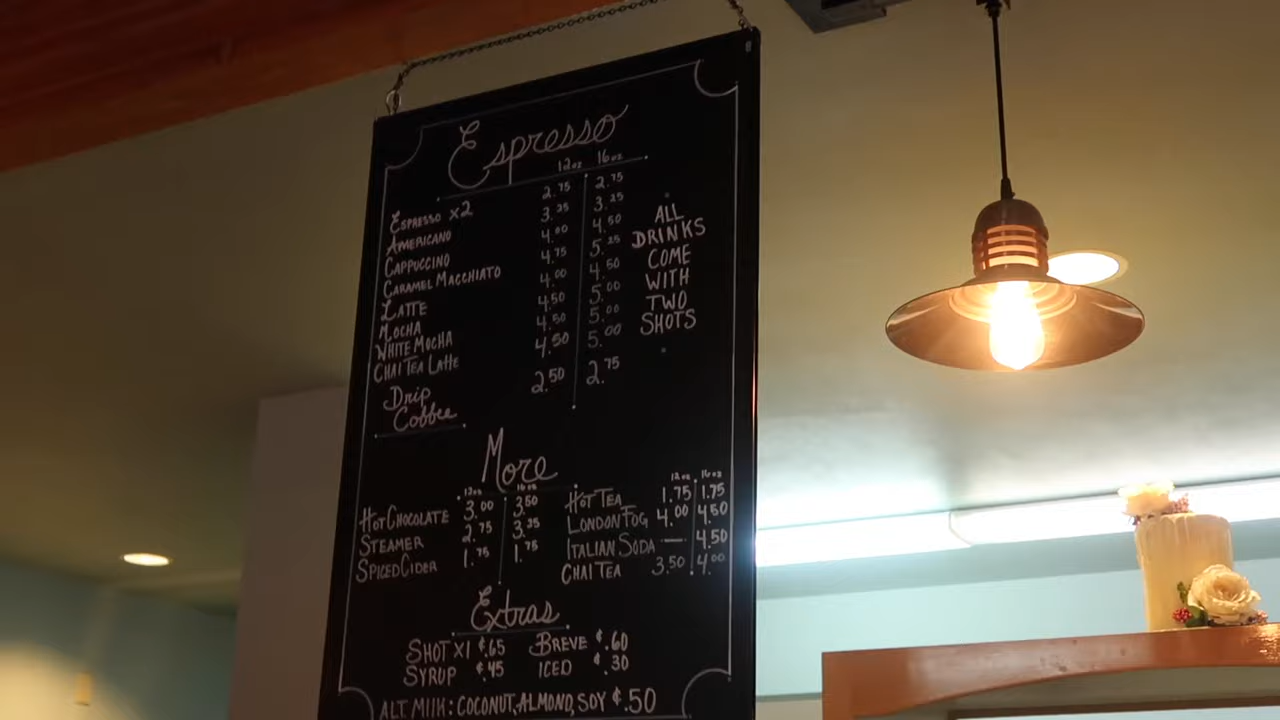 Espresso
12oz 16oz
ESPRESSO x2 2.75 2.75
AMERICANO 3.25 3.25
CAPPUCCINO 4.00 4.50
CARAMEL MACCHIATO 4.75 5.25
LATTE 4.00 4.50
MOCHA 4.50 5.00
WHITE MOCHA 4.50 5.00
CHAI TEA LATTE 4.50 5.00
Drip
Coffee 2.50 2.75
ALL
DRINKS
COME
WITH
TWO
SHOTS
More
12oz 16oz
HOT CHOCOLATE 3.00 3.50
STEAMER 2.75 3.25
SPICED CIDER 1.75 1.75
12oz 16oz
HOT TEA 1.75 1.75
LONDON FOG 4.00 4.50
ITALIAN SODA — 4.50
CHAI TEA 3.50 4.00
Extras
SHOT X1 ¢.65 BREVE ¢.60
SYRUP ¢.45 ICED ¢.30
ALT. MILK: COCONUT, ALMOND, SOY ¢.50